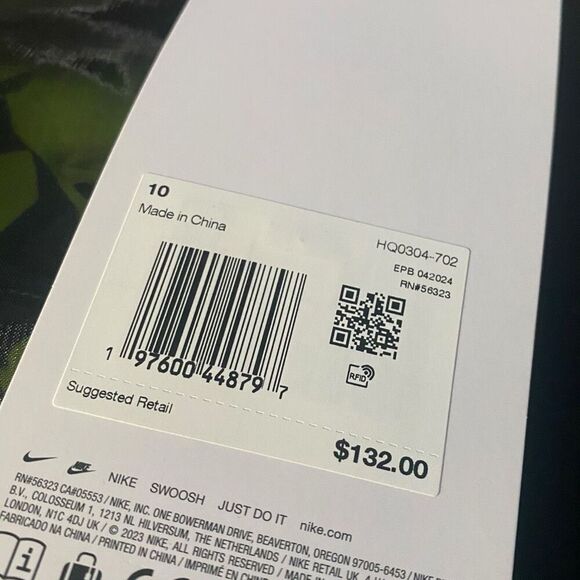 10
Made in China
HQ0304-702
EPB 042024
RN#56323
1 97600 44879 7
RFID
Suggested Retail
$132.00
NIKE SWOOSH JUST DO IT nike.com
RN#56323 CA#05553 / NIKE, INC. ONE BOWERMAN DRIVE, BEAVERTON, OREGON 97005-6453 / NIKE
B.V., COLOSSEUM 1, 1213 NL HILVERSUM, THE NETHERLANDS / NIKE RETAIL UK,
LONDON, N1C 4DJ UK / © 2023 NIKE. ALL RIGHTS RESERVED / MADE IN
FABRICADO NA CHINA / PRINTED IN CHINA / IMPRIMÉ EN